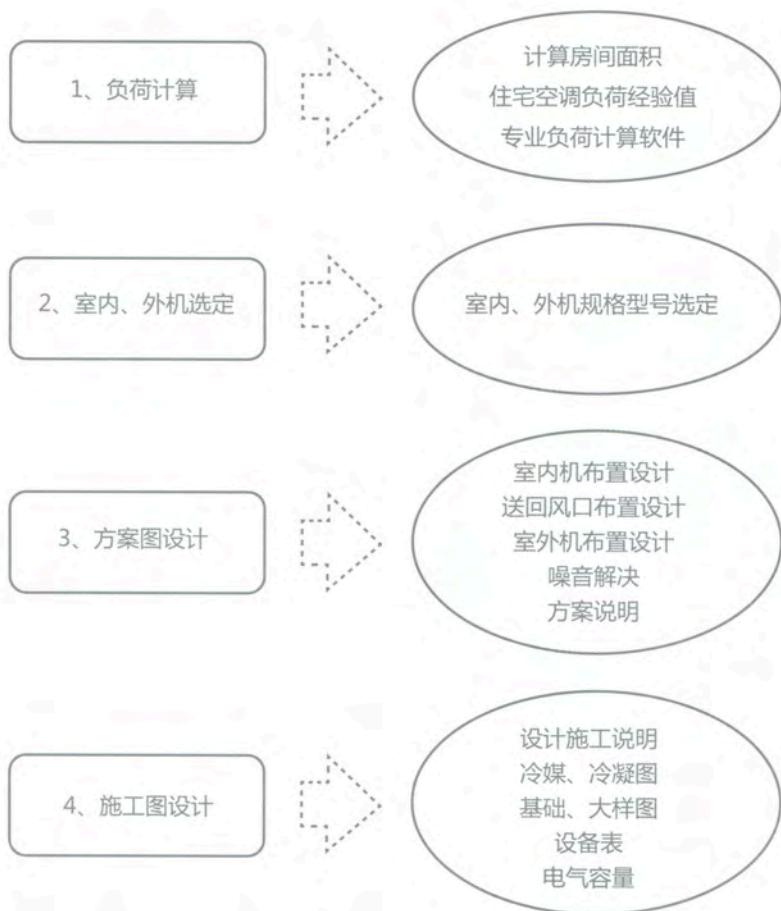 1、负荷计算
计算房间面积
住宅空调负荷经验值
专业负荷计算软件
2、室内、外机选定
室内、外机规格型号选定
3、方案图设计
室内机布置设计
送回风口布置设计
室外机布置设计
噪音解决
方案说明
4、施工图设计
设计施工说明
冷媒、冷凝图
基础、大样图
设备表
电气容量